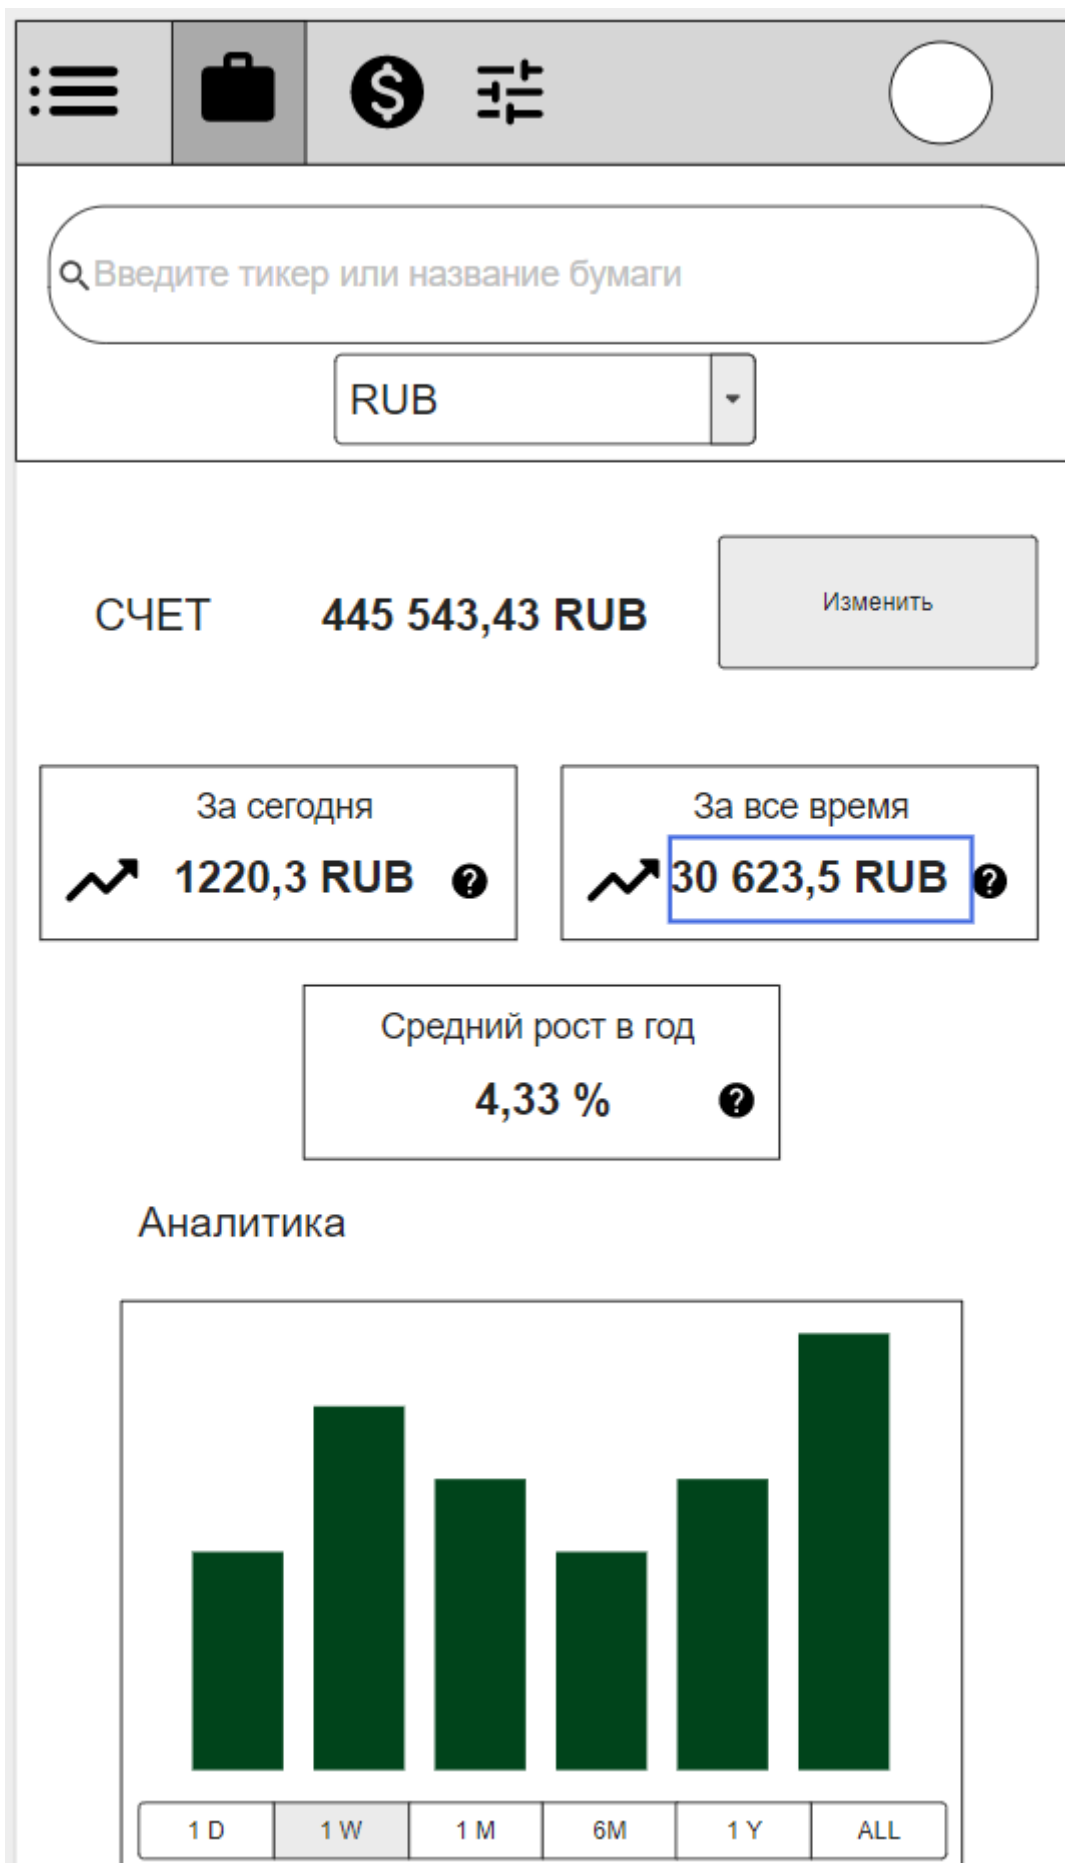 Введите тикер или название бумаги
RUB
СЧЕТ 445 543,43 RUB Изменить
За сегодня За все время
1220,3 RUB 30 623,5 RUB
Средний рост в год
4,33 %
Аналитика
1 D 1 W 1 M 6M 1 Y ALL